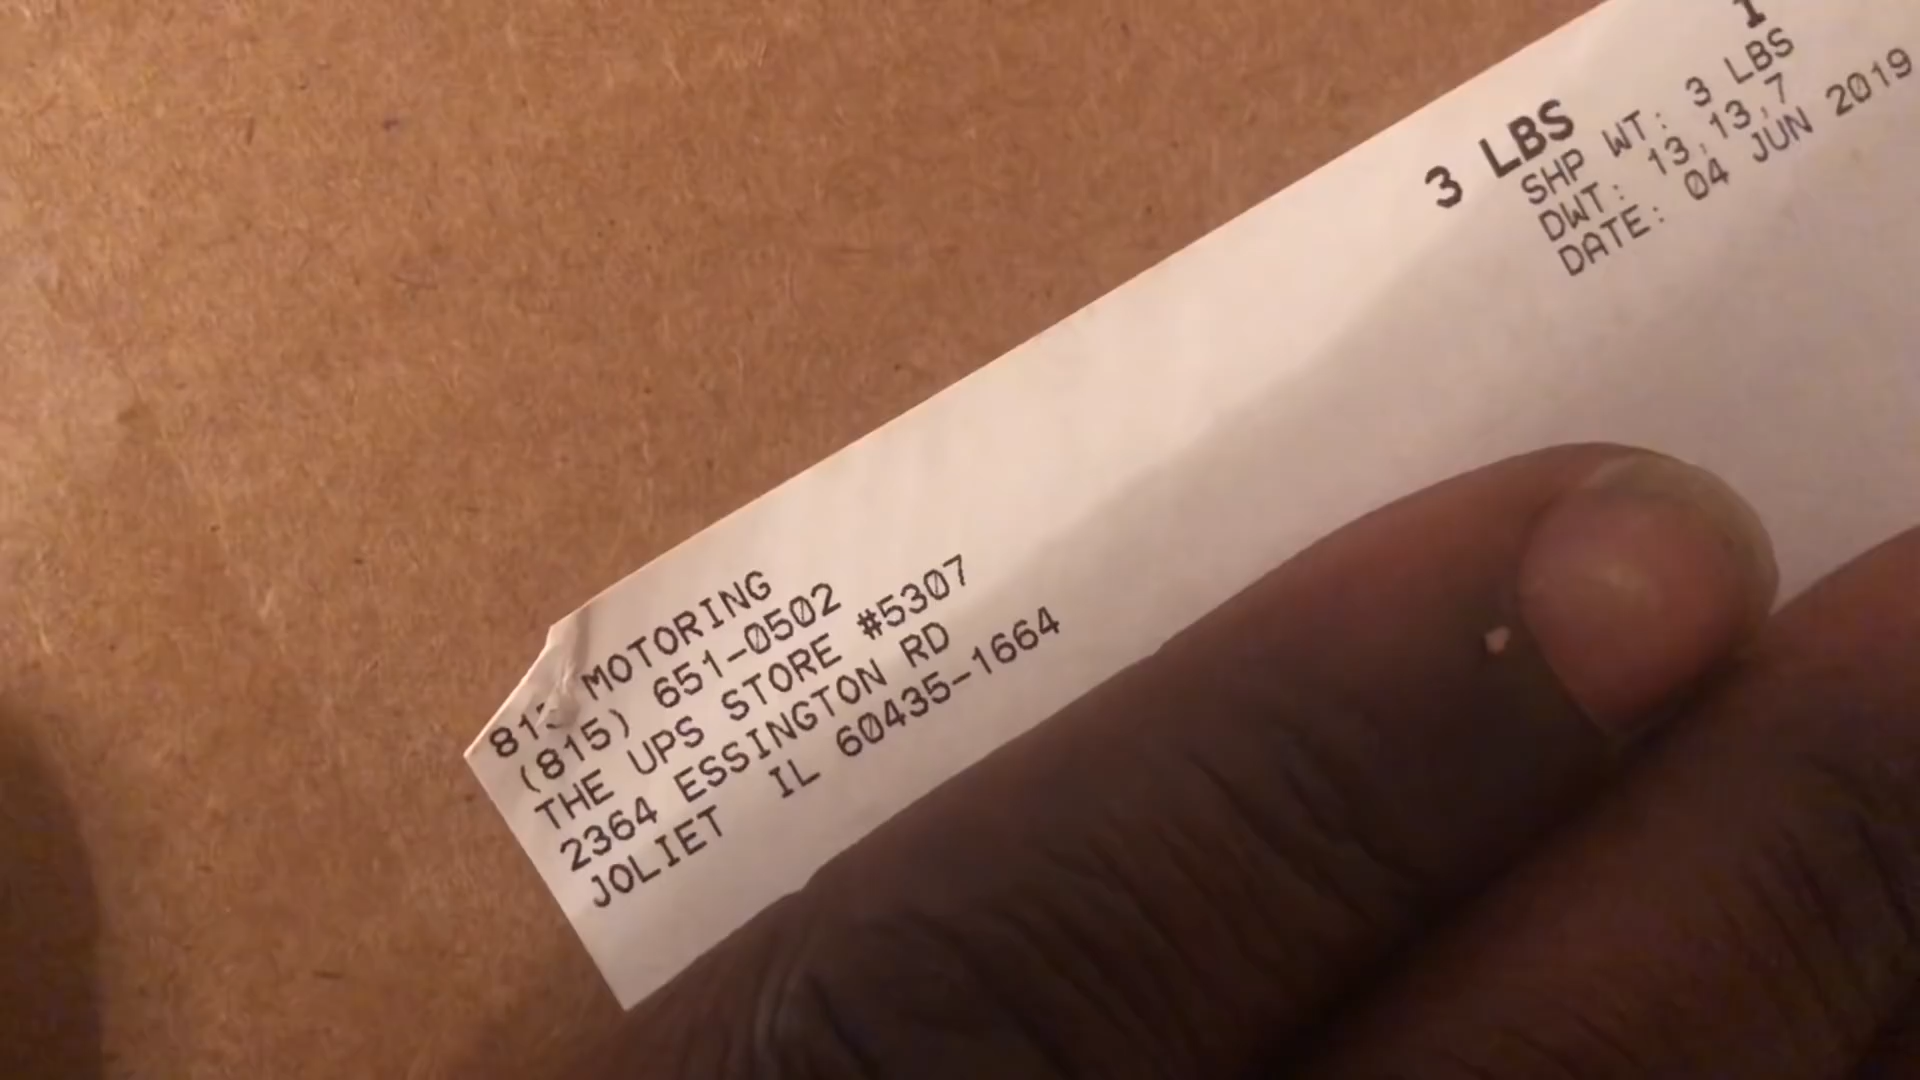 MOTORING
(815) 651-0502
THE UPS STORE #5307
2364 ESSINGTON RD
JOLIET IL 60435-1664
3 LBS
SHP WT: 3 LBS
DWT: 13,13,7
DATE: 04 JUN 2019